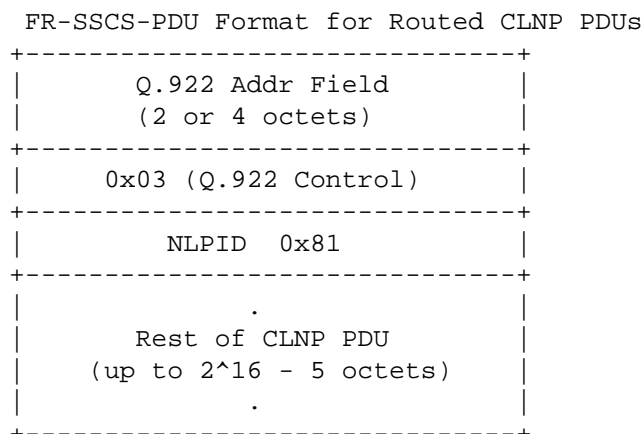 FR-SSCS-PDU Format for Routed CLNP PDUs
+-------------------------------+
|       Q.922 Addr Field        |
|       (2 or 4 octets)         |
+-------------------------------+
|     0x03 (Q.922 Control)      |
+-------------------------------+
|         NLPID  0x81           |
+-------------------------------+
|              .                |
|       Rest of CLNP PDU        |
|    (up to 2^16 - 5 octets)    |
|              .                |
+-------------------------------+